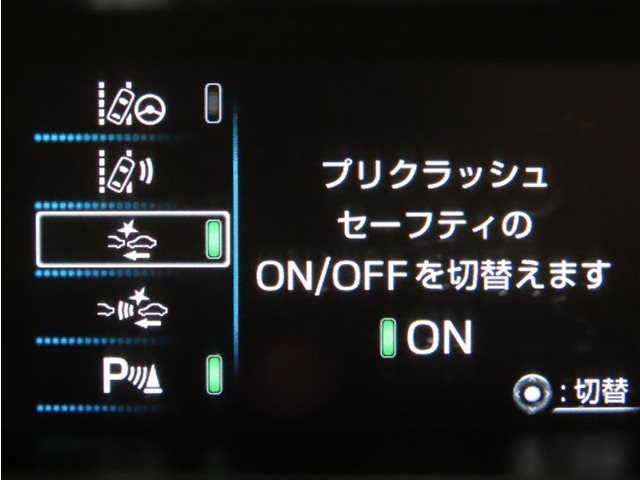 プリクラッシュ
セーフティの
ON/OFFを切替えます
ON
P
:切替